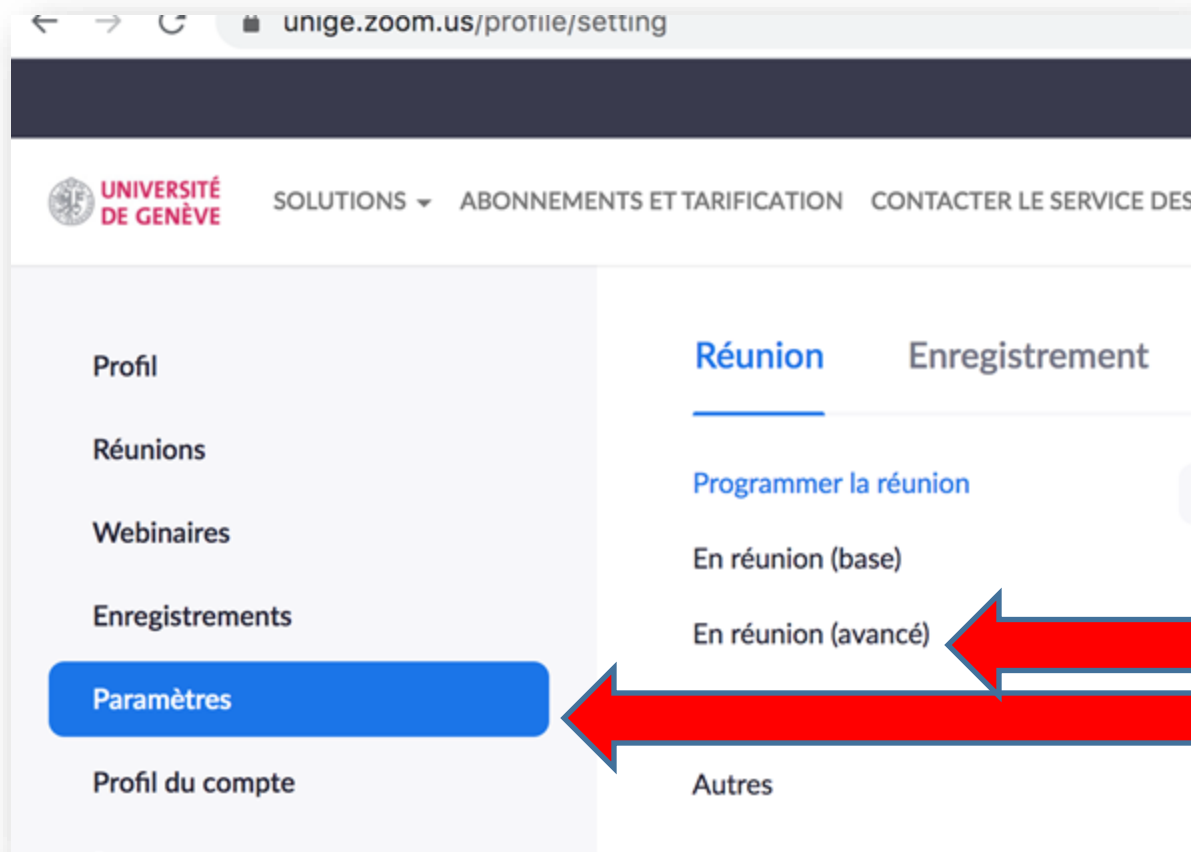 unige.zoom.us/profile/setting
UNIVERSITÉ
DE GENÈVE
SOLUTIONS ABONNEMENTS ET TARIFICATION CONTACTER LE SERVICE DES
Profil
Réunions
Webinaires
Enregistrements
Paramètres
Profil du compte
Réunion Enregistrement
Programmer la réunion
En réunion (base)
En réunion (avancé)
Autres